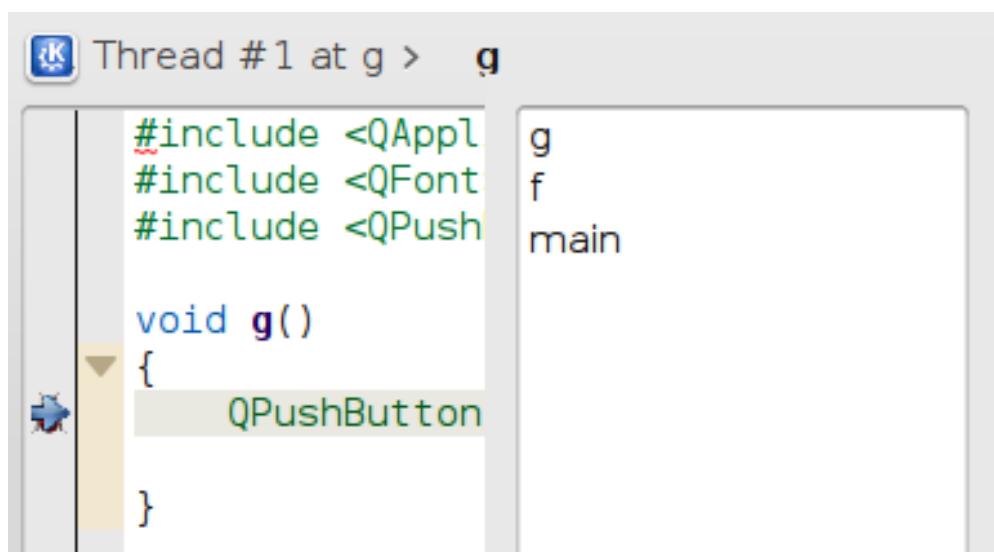 Thread #1 at g > g
#include <QAppl
#include <QFont
#include <QPush
void g()
{
QPushButton
}
g
f
main